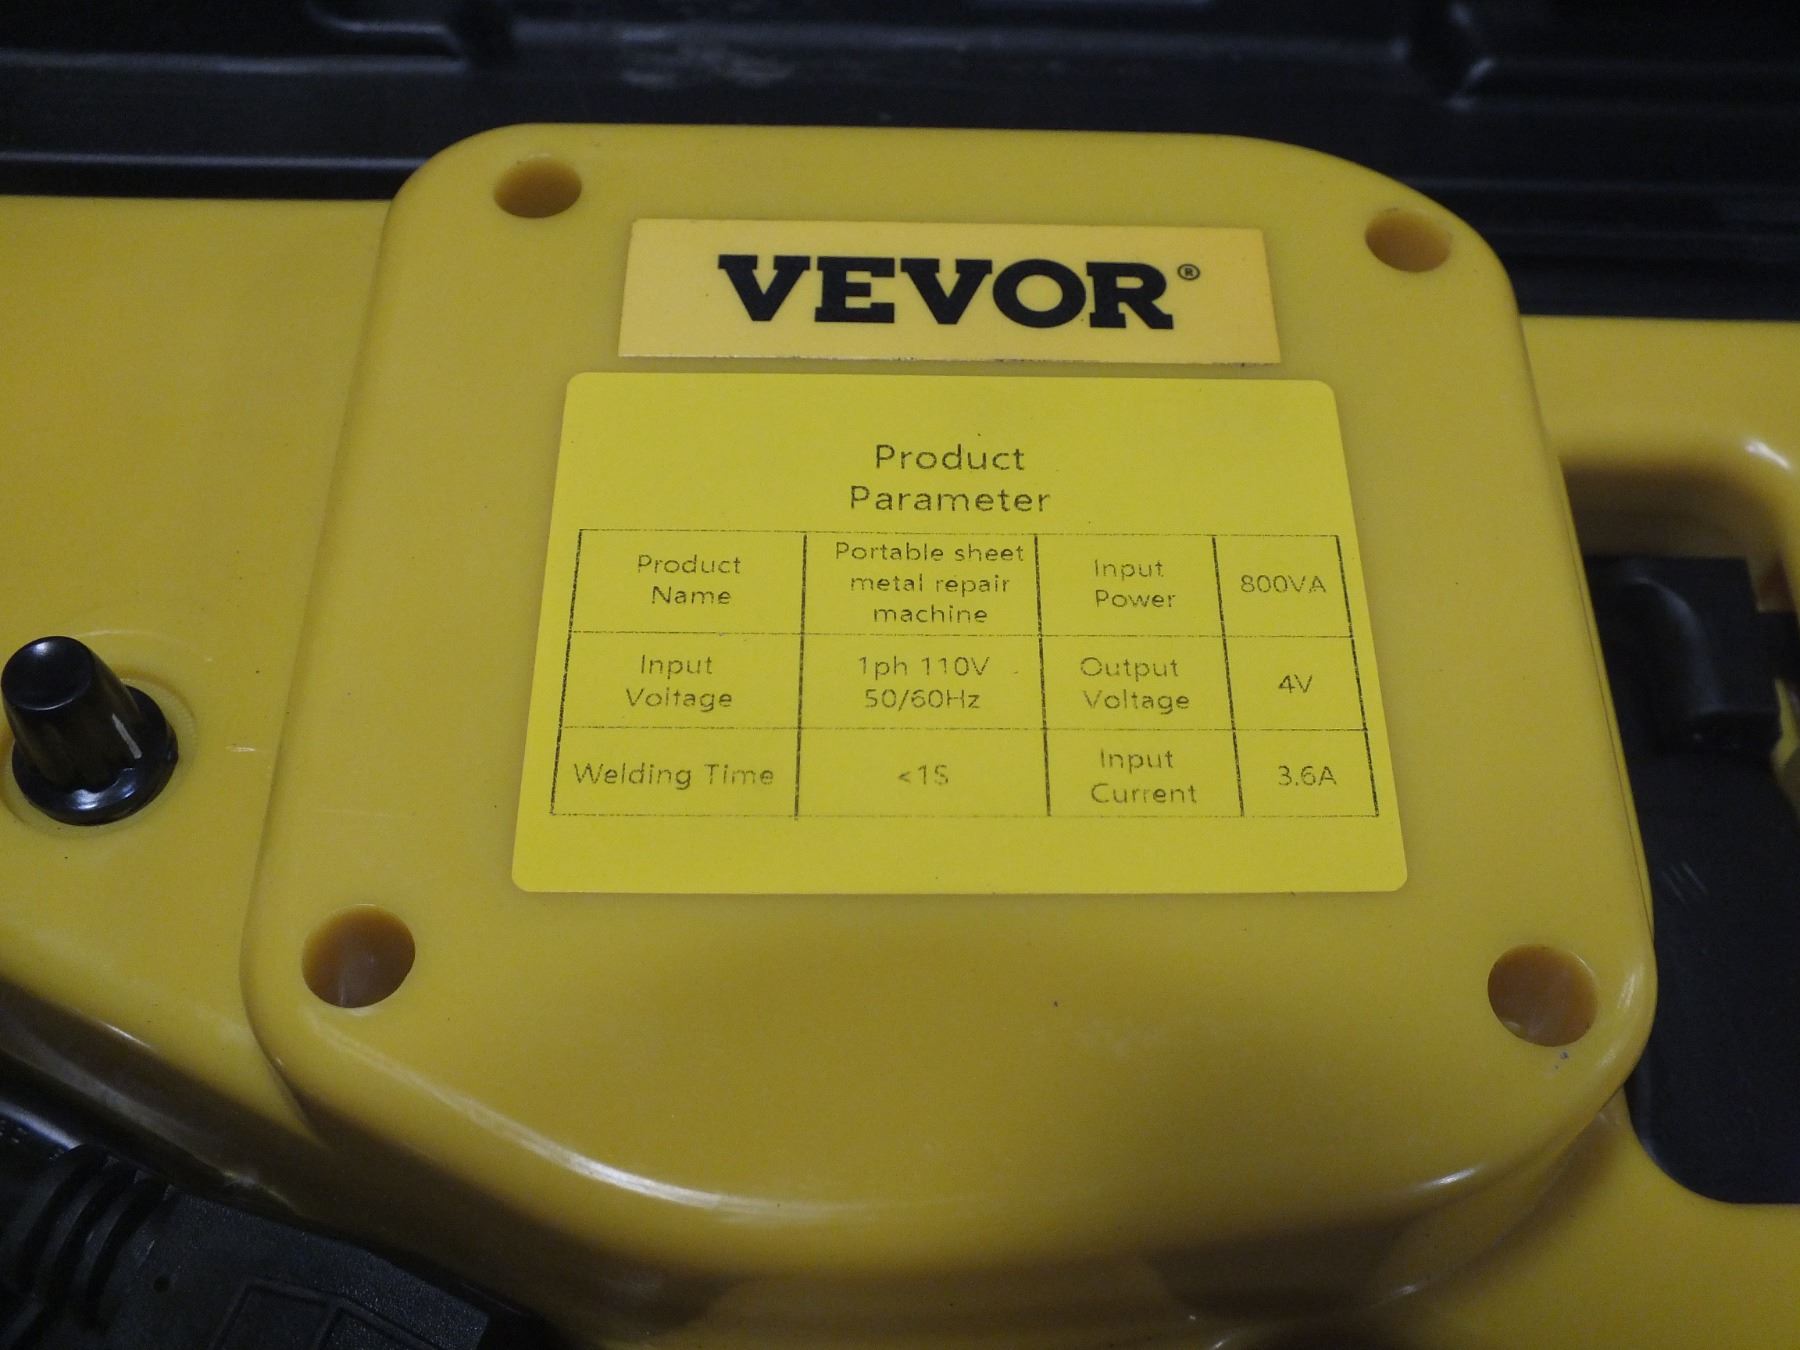 VEVOR®
Product
Parameter
Product
Name
Portable sheet
metal repair
machine
Input
Power
800VA
Input
Voltage
1ph 110V
50/60Hz
Output
Voltage
4V
Welding Time
<1S
Input
Current
3.6A